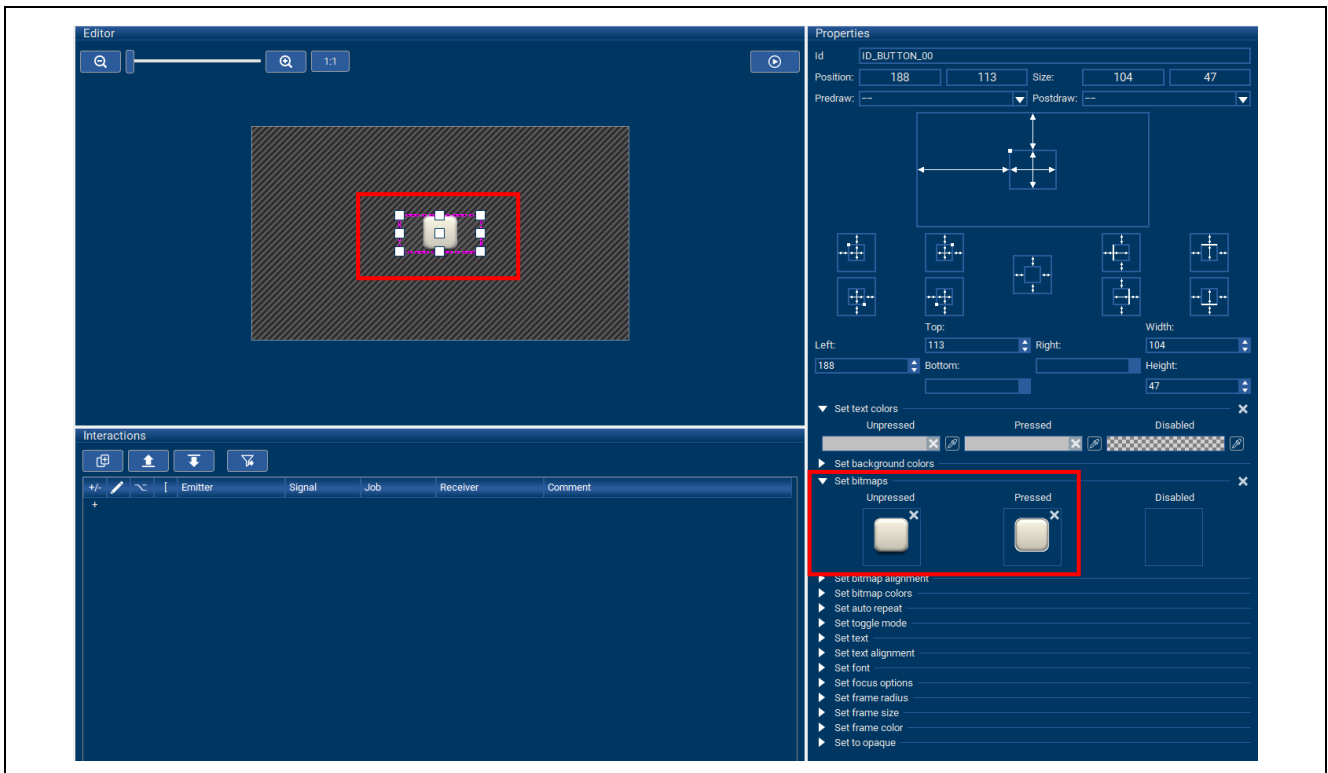 Editor
1:1
Interactions
+/- [ Emitter Signal Job Receiver Comment
+
Properties
Id ID_BUTTON_00
Position: 188 113 Size: 104 47
Predraw: -- Postdraw: --
Top: Width:
Left: 113 Right: 104
188 Bottom: Height:
47
Set text colors
Unpressed Pressed Disabled
Set background colors
Set bitmaps
Unpressed Pressed Disabled
Set bitmap alignment
Set bitmap colors
Set auto repeat
Set toggle mode
Set text
Set text alignment
Set font
Set focus options
Set frame radius
Set frame size
Set frame color
Set to opaque